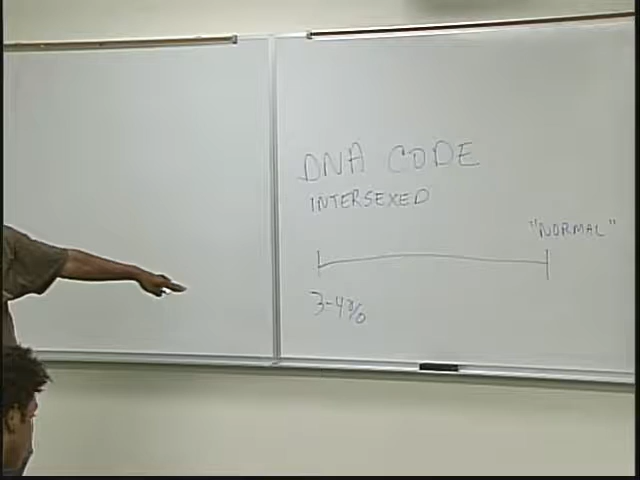 DNA CODE
INTERSEXED
"NORMAL"
3-4%